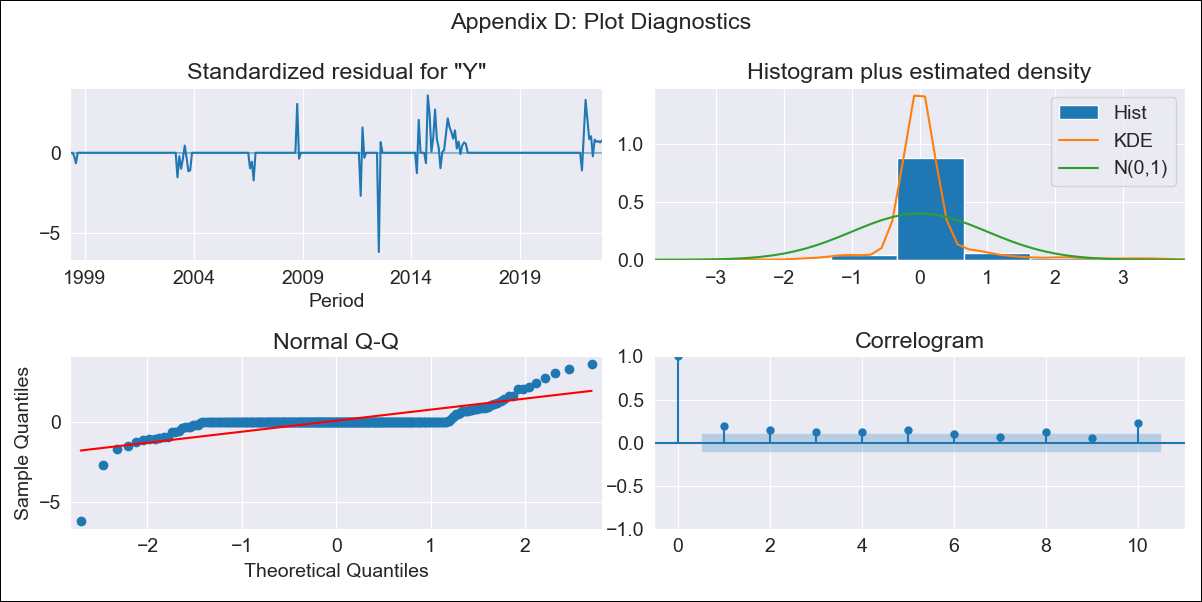 Appendix D: Plot Diagnostics
Standardized residual for "Y"
0
−5
1999 2004 2009 2014 2019
Period
Histogram plus estimated density
Hist
KDE
N(0,1)
1.0
0.5
0.0
−3 −2 −1 0 1 2 3
Normal Q-Q
Sample Quantiles
0
−5
−2 −1 0 1 2
Theoretical Quantiles
Correlogram
1.0
0.5
0.0
−0.5
−1.0
0 2 4 6 8 10